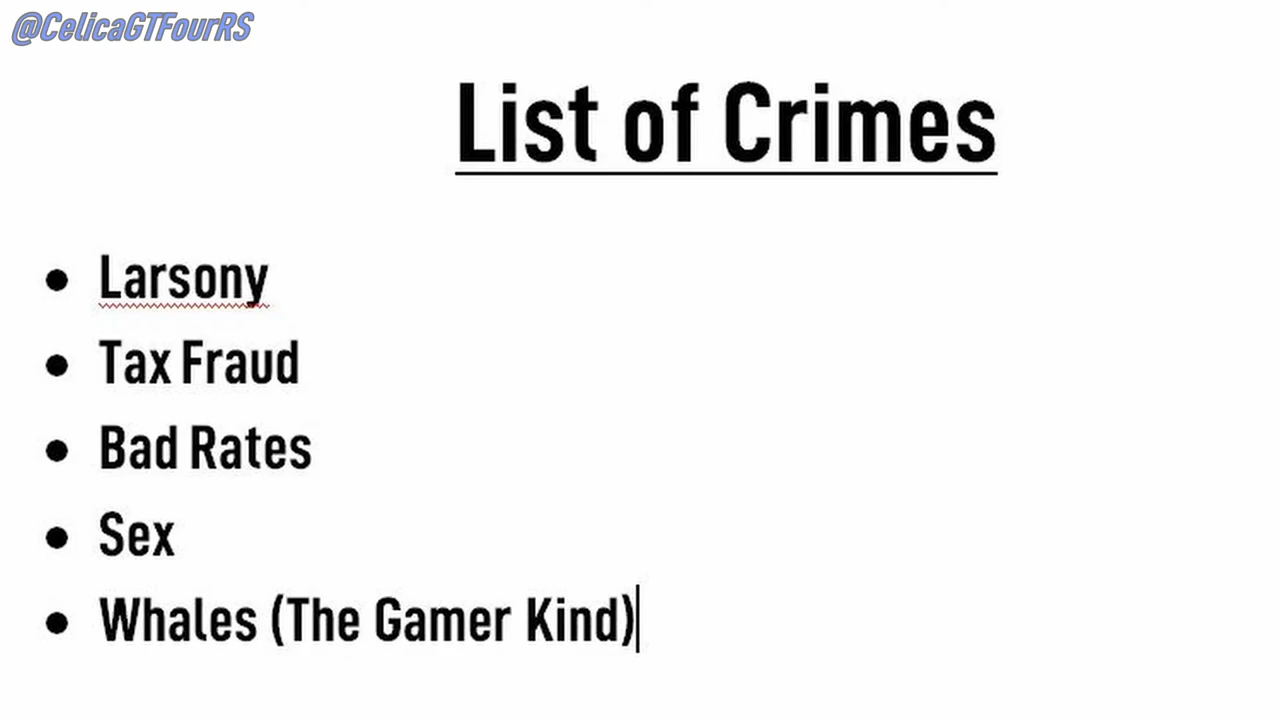 @CelicaGTFourRS
List of Crimes
• Larsony
• Tax Fraud
• Bad Rates
• Sex
• Whales (The Gamer Kind)